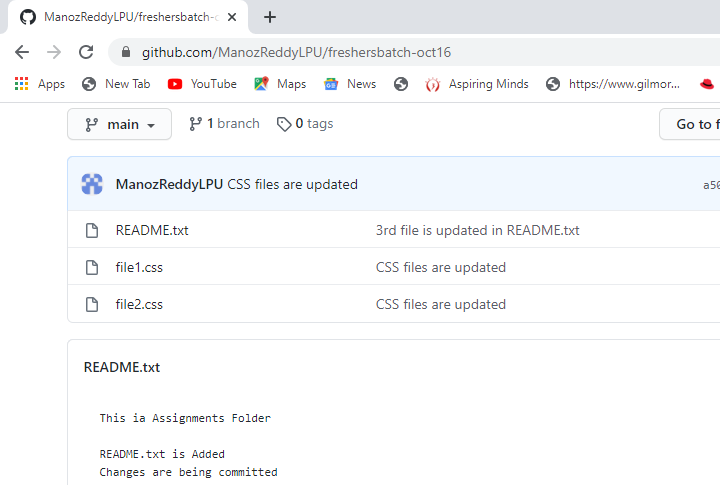 ManozReddyLPU/freshersbatch-o
github.com/ManozReddyLPU/freshersbatch-oct16
Apps New Tab YouTube Maps News Aspiring Minds https://www.gilmor...
main 1 branch 0 tags Go to f
ManozReddyLPU CSS files are updated a50
README.txt 3rd file is updated in README.txt
file1.css CSS files are updated
file2.css CSS files are updated
README.txt
This ia Assignments Folder
README.txt is Added
Changes are being committed